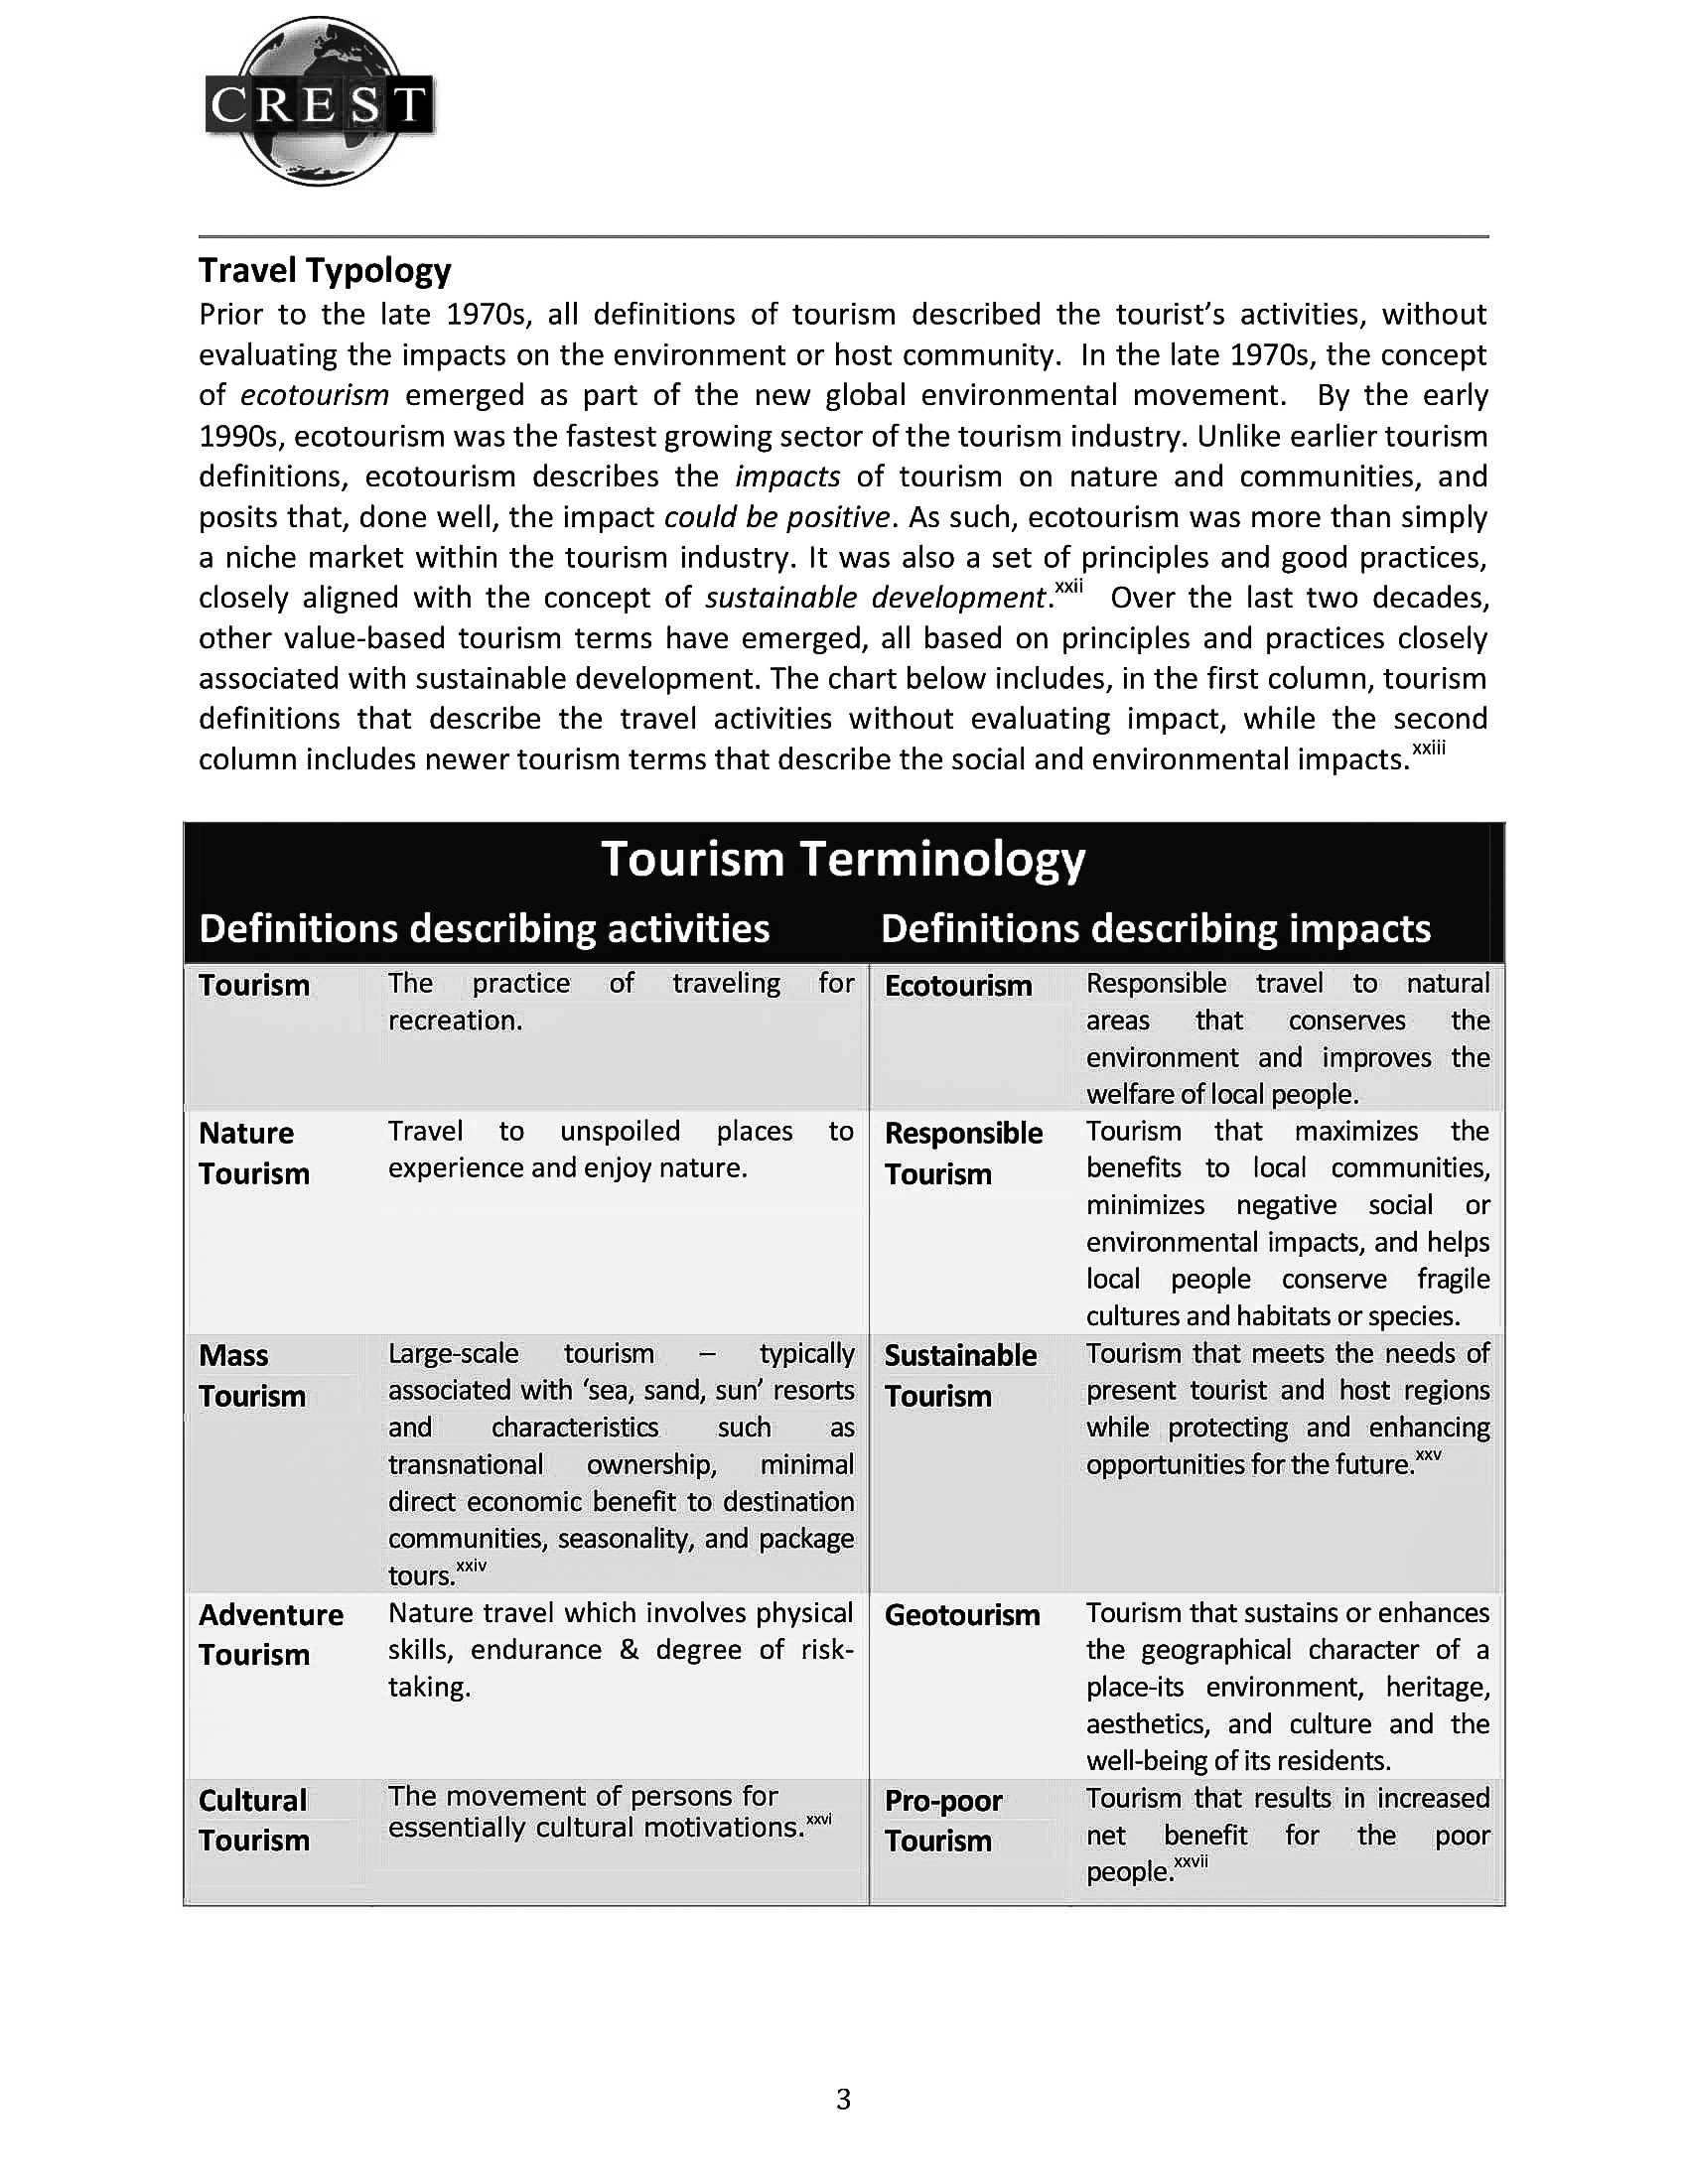 CREST
Travel Typology
Prior to the late 1970s, all definitions of tourism described the tourist’s activities, without
evaluating the impacts on the environment or host community.  In the late 1970s, the concept
of ecotourism emerged as part of the new global environmental movement.  By the early
1990s, ecotourism was the fastest growing sector of the tourism industry. Unlike earlier tourism
definitions, ecotourism describes the impacts of tourism on nature and communities, and
posits that, done well, the impact could be positive. As such, ecotourism was more than simply
a niche market within the tourism industry. It was also a set of principles and good practices,
closely aligned with the concept of sustainable development.xxii  Over the last two decades,
other value-based tourism terms have emerged, all based on principles and practices closely
associated with sustainable development. The chart below includes, in the first column, tourism
definitions that describe the travel activities without evaluating impact, while the second
column includes newer tourism terms that describe the social and environmental impacts.xxiii
Tourism Terminology
Definitions describing activities
Definitions describing impacts
Tourism
The practice of traveling for
recreation.
Ecotourism
Responsible travel to natural
areas that conserves the
environment and improves the
welfare of local people.
Nature
Tourism
Travel to unspoiled places to
experience and enjoy nature.
Responsible
Tourism
Tourism that maximizes the
benefits to local communities,
minimizes negative social or
environmental impacts, and helps
local people conserve fragile
cultures and habitats or species.
Mass
Tourism
Large-scale tourism – typically
associated with ‘sea, sand, sun’ resorts
and characteristics such as
transnational ownership, minimal
direct economic benefit to destination
communities, seasonality, and package
tours.xxiv
Sustainable
Tourism
Tourism that meets the needs of
present tourist and host regions
while protecting and enhancing
opportunities for the future.xxv
Adventure
Tourism
Nature travel which involves physical
skills, endurance & degree of risk-
taking.
Geotourism
Tourism that sustains or enhances
the geographical character of a
place-its environment, heritage,
aesthetics, and culture and the
well-being of its residents.
Cultural
Tourism
The movement of persons for
essentially cultural motivations.xxvi
Pro-poor
Tourism
Tourism that results in increased
net benefit for the poor
people.xxvii
3